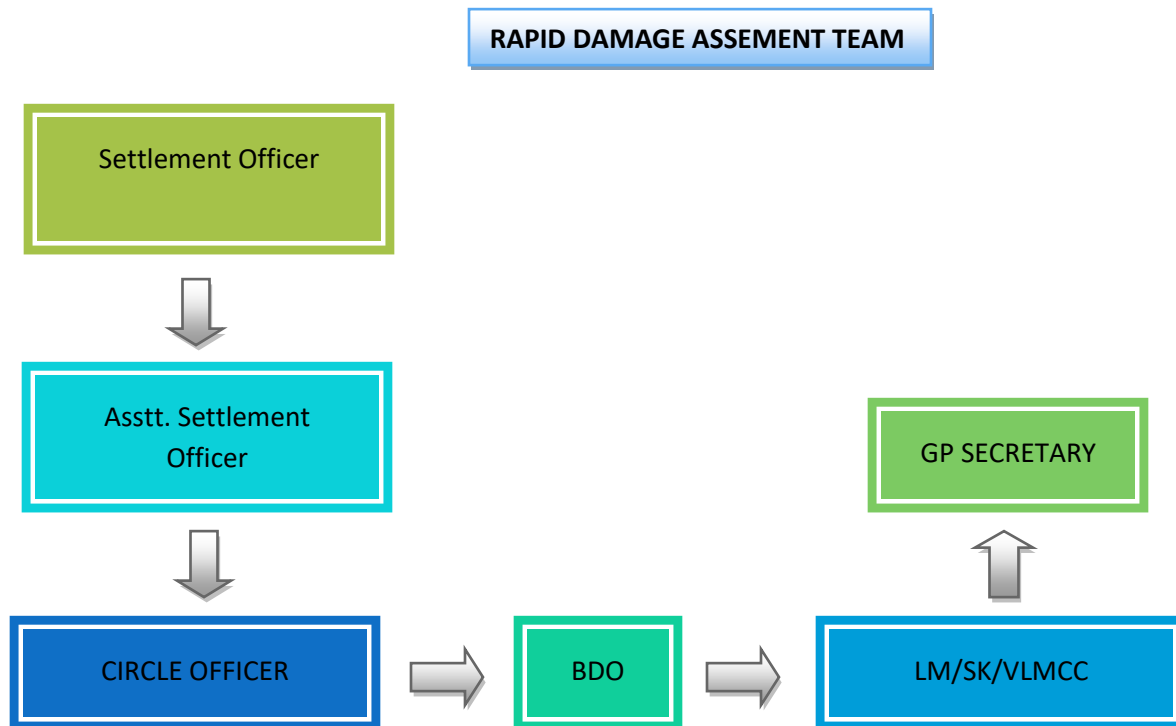 RAPID DAMAGE ASSEMENT TEAM
Settlement Officer
Asstt. Settlement
Officer
GP SECRETARY
CIRCLE OFFICER
BDO
LM/SK/VLMCC